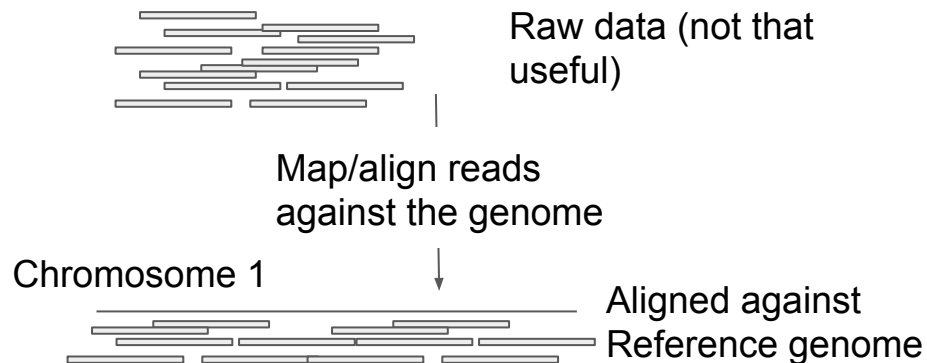 Raw data (not that
useful)
Map/align reads
against the genome
Chromosome 1
Aligned against
Reference genome